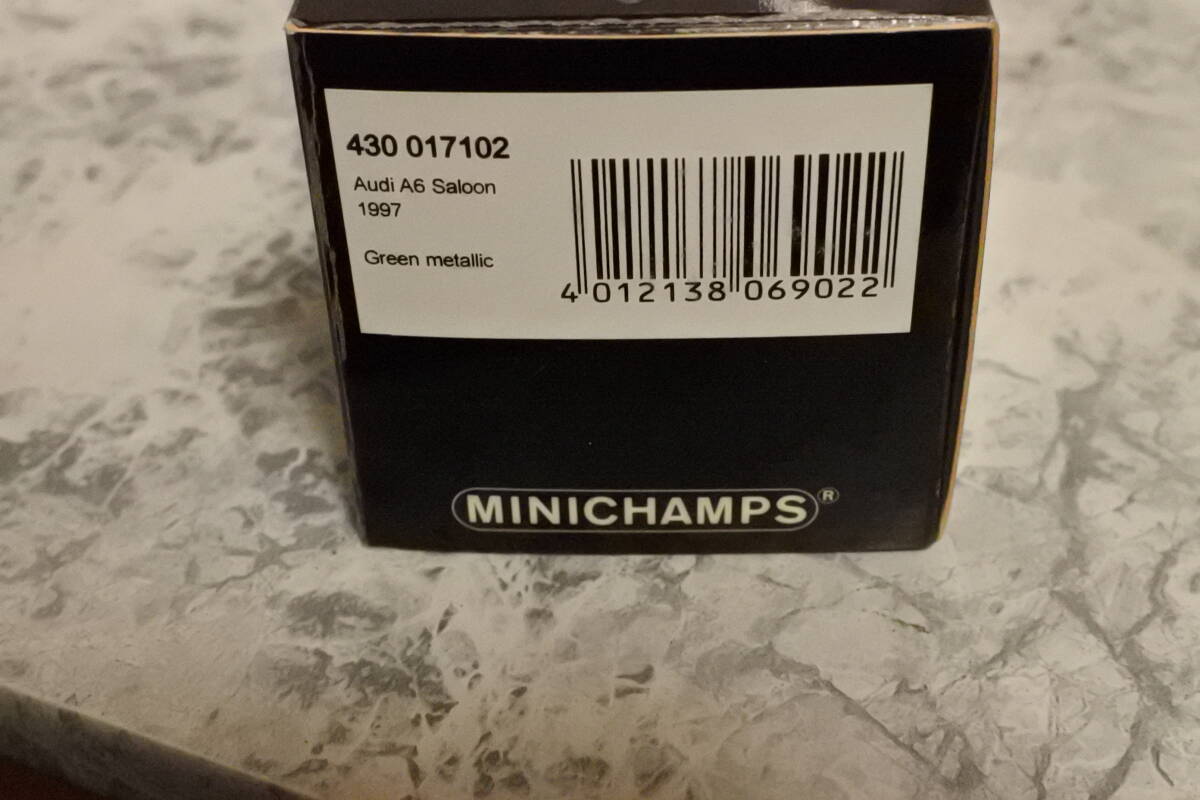 430 017102
Audi A6 Saloon
1997
Green metallic
4 012138 069022
MINICHAMPS®